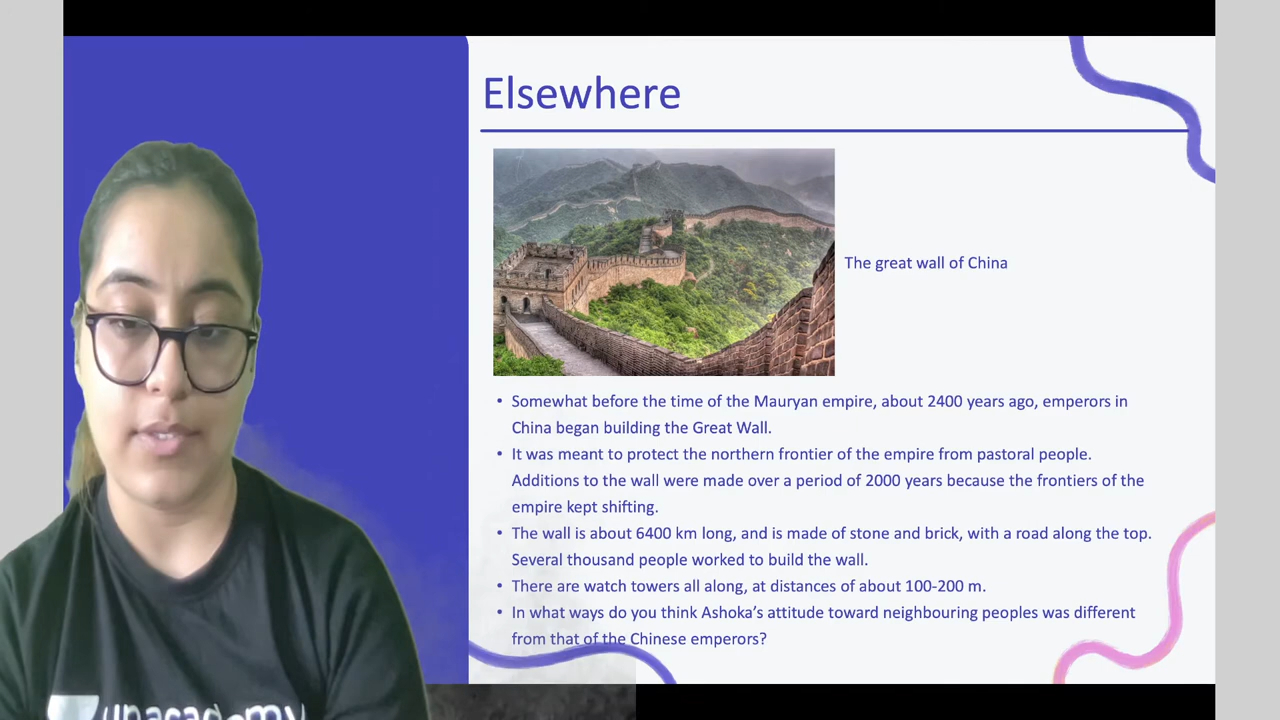 Elsewhere
The great wall of China
• Somewhat before the time of the Mauryan empire, about 2400 years ago, emperors in
China began building the Great Wall.
• It was meant to protect the northern frontier of the empire from pastoral people.
Additions to the wall were made over a period of 2000 years because the frontiers of the
empire kept shifting.
• The wall is about 6400 km long, and is made of stone and brick, with a road along the top.
Several thousand people worked to build the wall.
• There are watch towers all along, at distances of about 100-200 m.
• In what ways do you think Ashoka’s attitude toward neighbouring peoples was different
from that of the Chinese emperors?
unacademy